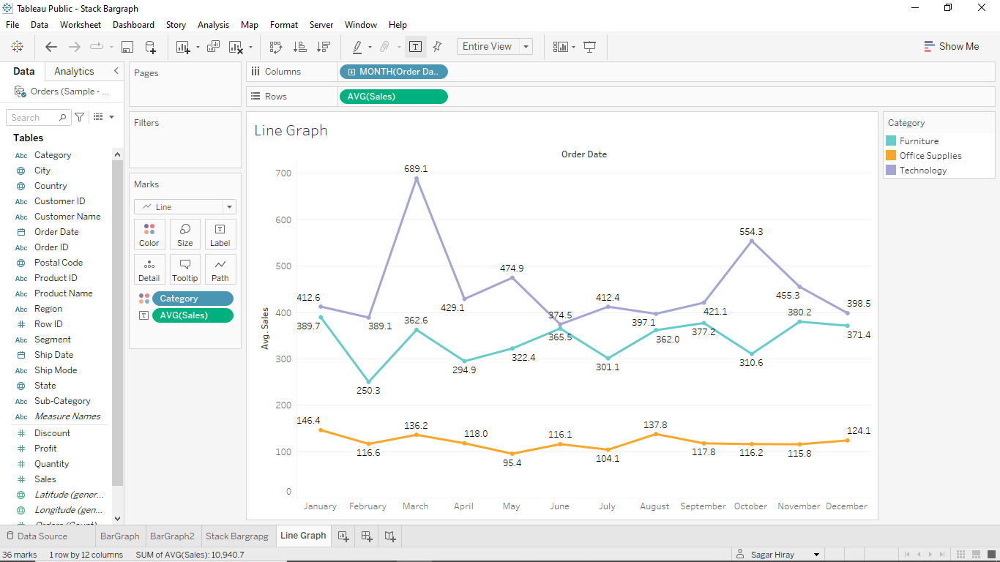 Tableau Public - Stack Bargraph
File Data Worksheet Dashboard Story Analysis Map Format Server Window Help
Entire View
Show Me
Data Analytics
Orders (Sample - ...
Search
Tables
Abc Category
City
Country
Abc Customer ID
Abc Customer Name
Order Date
Abc Order ID
Postal Code
Abc Product ID
Abc Product Name
Abc Region
Row ID
Abc Segment
Ship Date
Abc Ship Mode
State
Abc Sub-Category
Abc Measure Names
Discount
Profit
Quantity
Sales
Latitude (gener...
Longitude (gen...
Orders (Count)
Pages
Filters
Marks
Line
Color Size Label
Detail Tooltip Path
Category
AVG(Sales)
Columns MONTH(Order Da..
Rows AVG(Sales)
Line Graph
Order Date
Avg. Sales
700
600
500
400
300
200
100
0
412.6
389.1
689.1
429.1
474.9
374.5
412.4
397.1
421.1
554.3
455.3
398.5
389.7
250.3
362.6
294.9
322.4
365.5
301.1
362.0
377.2
310.6
380.2
371.4
146.4
116.6
136.2
118.0
95.4
116.1
104.1
137.8
117.8
116.2
115.8
124.1
January February March April May June July August September October November December
Category
Furniture
Office Supplies
Technology
Data Source BarGraph BarGraph2 Stack Bargrapg Line Graph
36 marks 1 row by 12 columns SUM of AVG(Sales): 10,940.7 Sagar Hiray